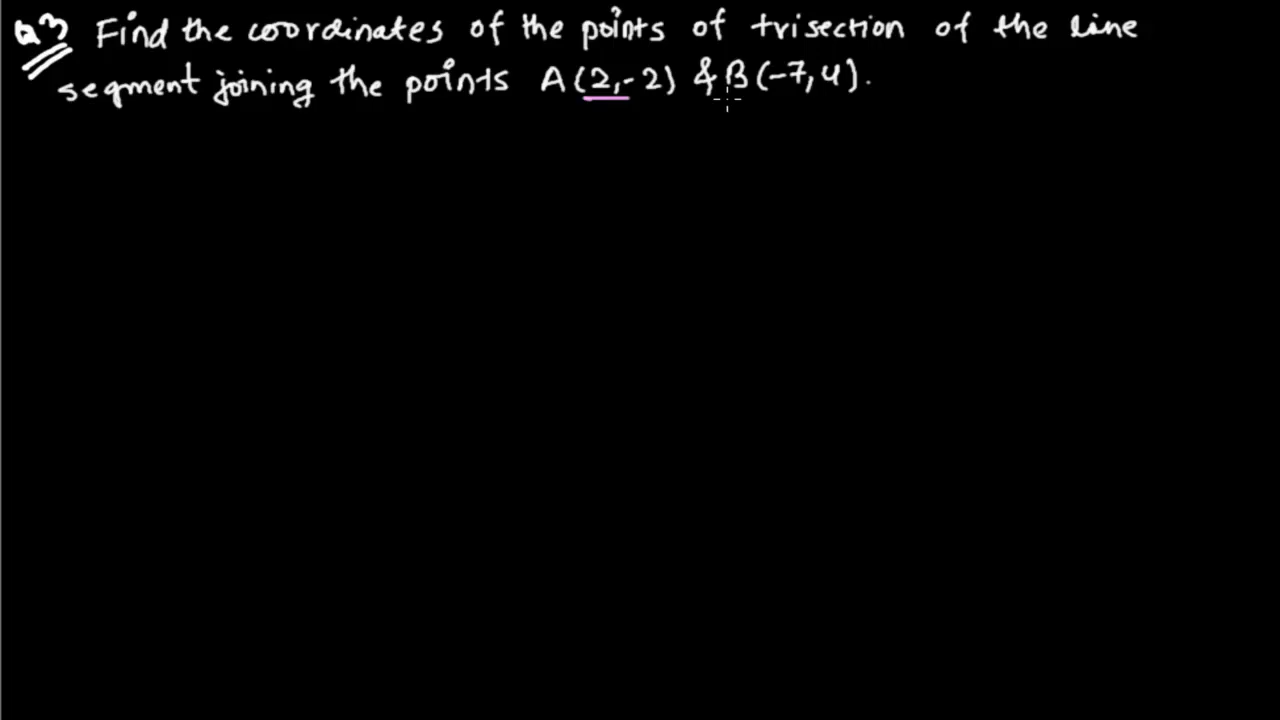 Q3 Find the coordinates of the points of trisection of the line
segment joining the points A(2,-2) & B(-7,4).